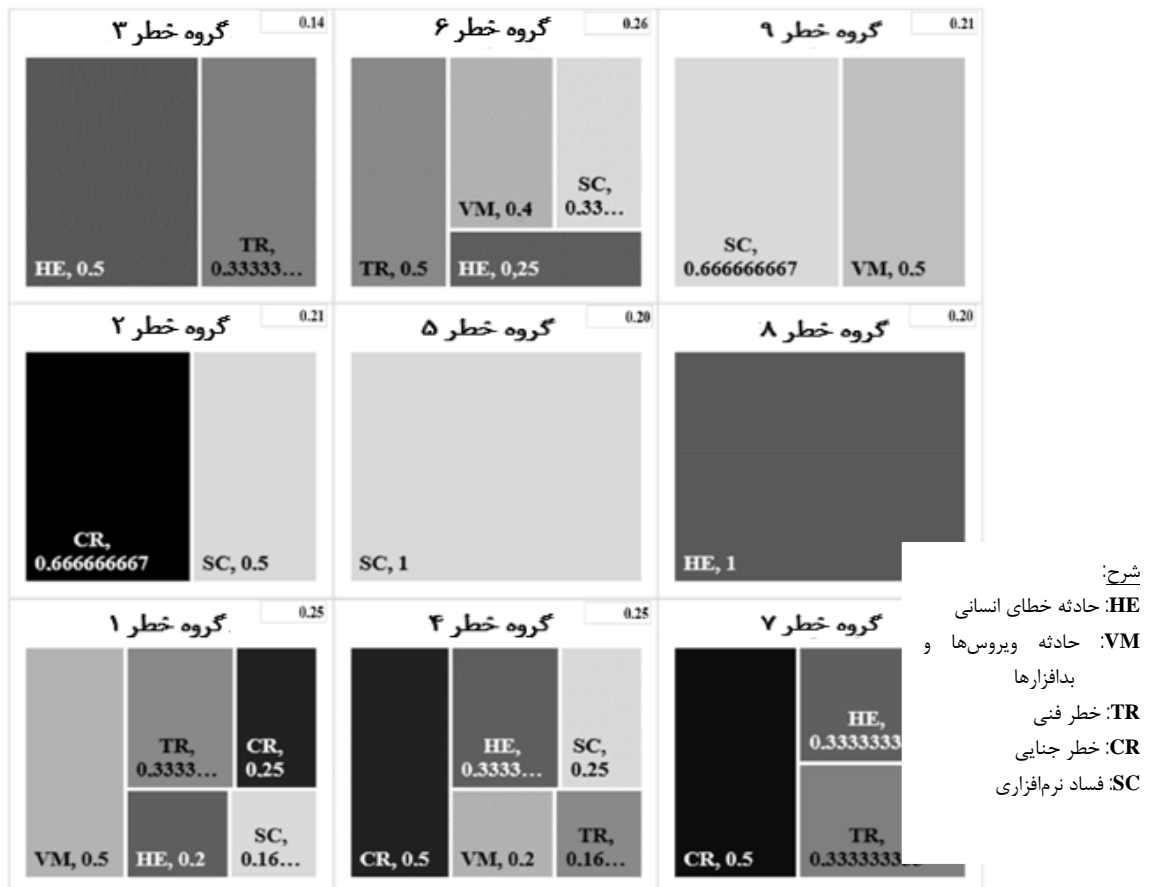 گروه خطر ۳
0.14
HE, 0.5
TR,
0.33333...
گروه خطر ۶
0.26
TR, 0.5
VM, 0.4
SC,
0.33...
HE, 0,25
گروه خطر ۹
0.21
SC,
0.666666667
VM, 0.5
گروه خطر ۲
0.21
CR,
0.666666667
SC, 0.5
گروه خطر ۵
0.20
SC, 1
گروه خطر ۸
0.20
HE, 1
گروه خطر ۱
0.25
VM, 0.5
TR,
0.3333...
CR,
0.25
HE, 0.2
SC,
0.16...
گروه خطر ۴
0.25
CR, 0.5
HE,
0.3333...
SC,
0.25
VM, 0.2
TR,
0.16...
گروه خطر ۷
CR, 0.5
HE,
0.3333333
TR,
0.333333333
شرح:
HE: حادثه خطای انسانی
VM: حادثه ویروس‌ها و
بدافزارها
TR: خطر فنی
CR: خطر جنایی
SC: فساد نرم‌افزاری